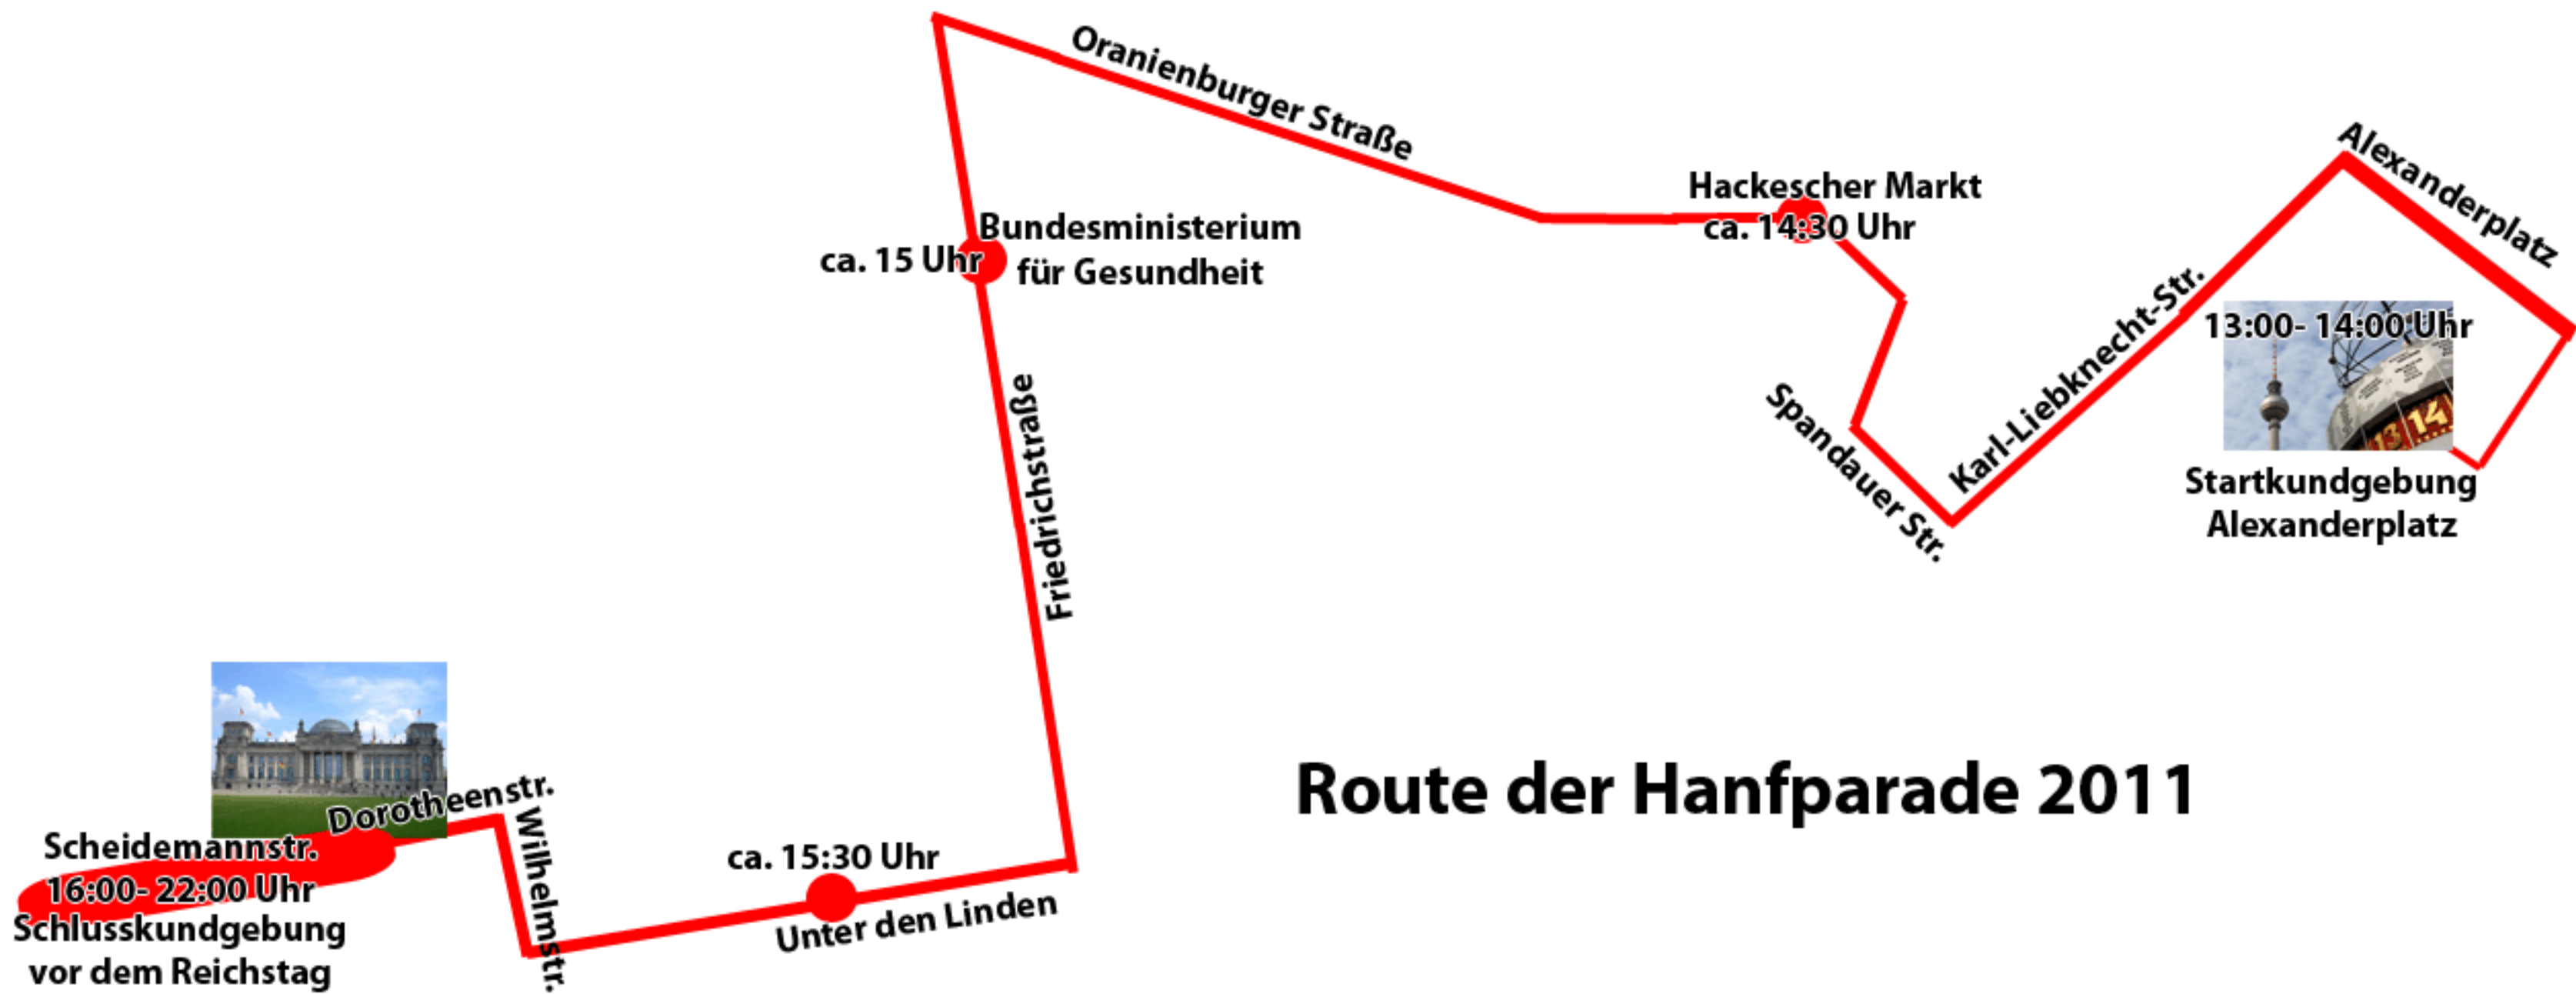 Oranienburger Straße
Alexanderplatz
Hackescher Markt
ca. 14:30 Uhr
Bundesministerium
für Gesundheit
ca. 15 Uhr
Karl-Liebknecht-Str.
13:00- 14:00 Uhr
13 14
Startkundgebung
Alexanderplatz
Spandauer Str.
Friedrichstraße
Route der Hanfparade 2011
Dorotheenstr.
Wilhelmstr.
Scheidemannstr.
16:00- 22:00 Uhr
Schlusskundgebung
vor dem Reichstag
ca. 15:30 Uhr
Unter den Linden